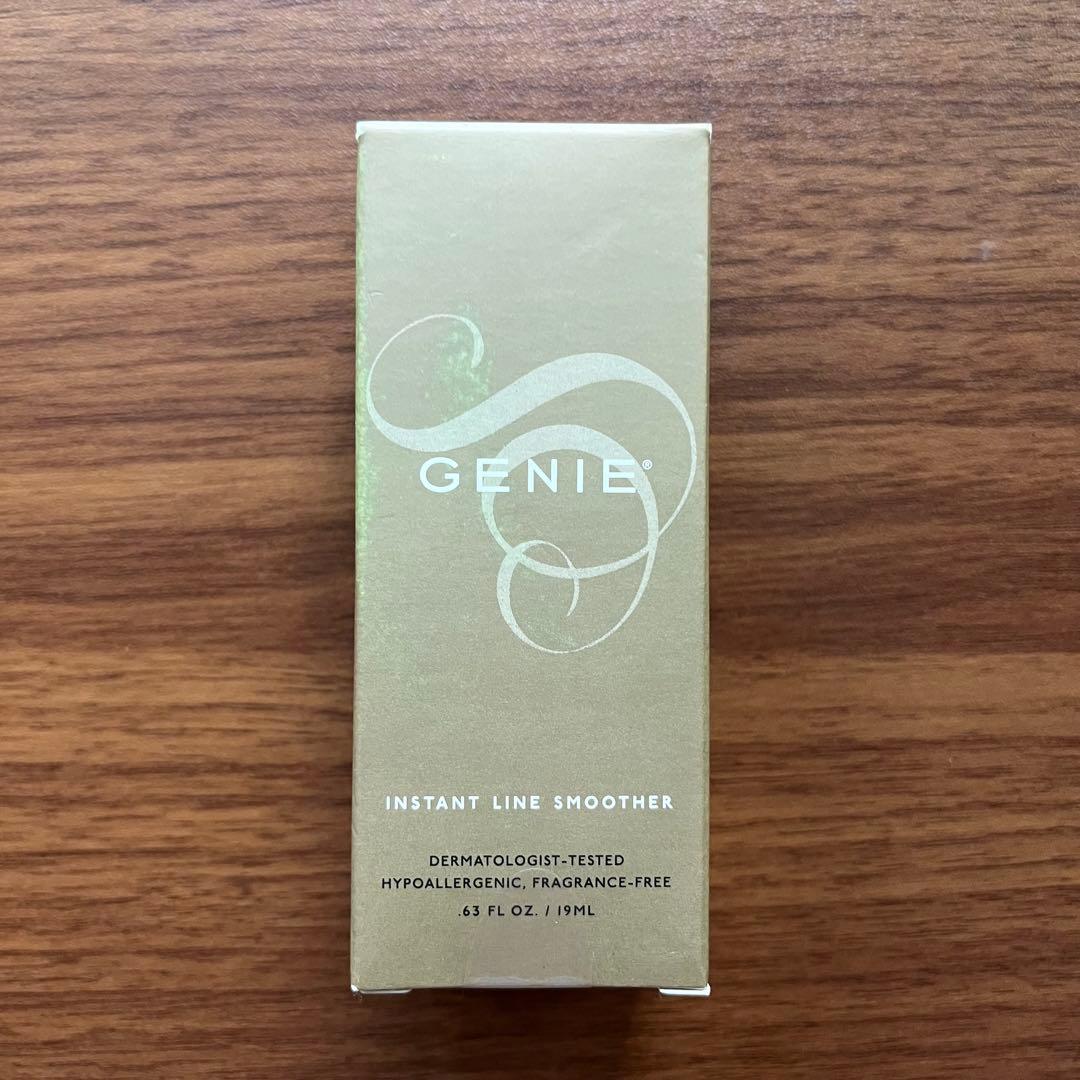 GENIE®
INSTANT LINE SMOOTHER
DERMATOLOGIST-TESTED
HYPOALLERGENIC, FRAGRANCE-FREE
.63 FL OZ. / 19ML